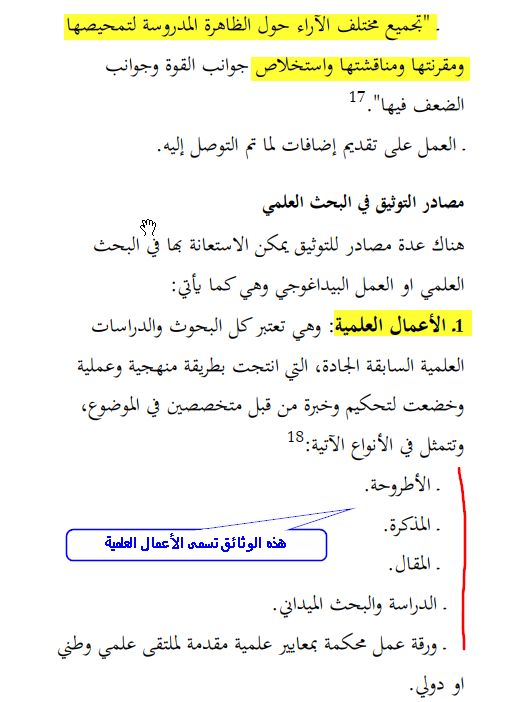 ـ "تجميع مختلف الآراء حول الظاهرة المدروسة لتمحيصها
ومقرنتها ومناقشتها واستخلاص جوانب القوة وجوانب
الضعف فيها".17
ـ العمل على تقديم إضافات لما تم التوصل إليه.
مصادر التوثيق في البحث العلمي
هناك عدة مصادر للتوثيق يمكن الاستعانة بها في البحث
العلمي او العمل البيداغوجي وهي كما يأتي:
1ـ الأعمال العلمية: وهي تعتبر كل البحوث والدراسات
العلمية السابقة الجادة، التي انتجت بطريقة منهجية وعملية
وخضعت لتحكيم وخبرة من قبل متخصصين في الموضوع،
وتتمثل في الأنواع الآتية:18
ـ الأطروحة.
ـ المذكرة.
هذه الوثائق تسمى الأعمال العلمية
ـ المقال.
ـ الدراسة والبحث الميداني.
ـ ورقة عمل محكمة بمعايير علمية مقدمة لملتقى علمي وطني
او دولي.